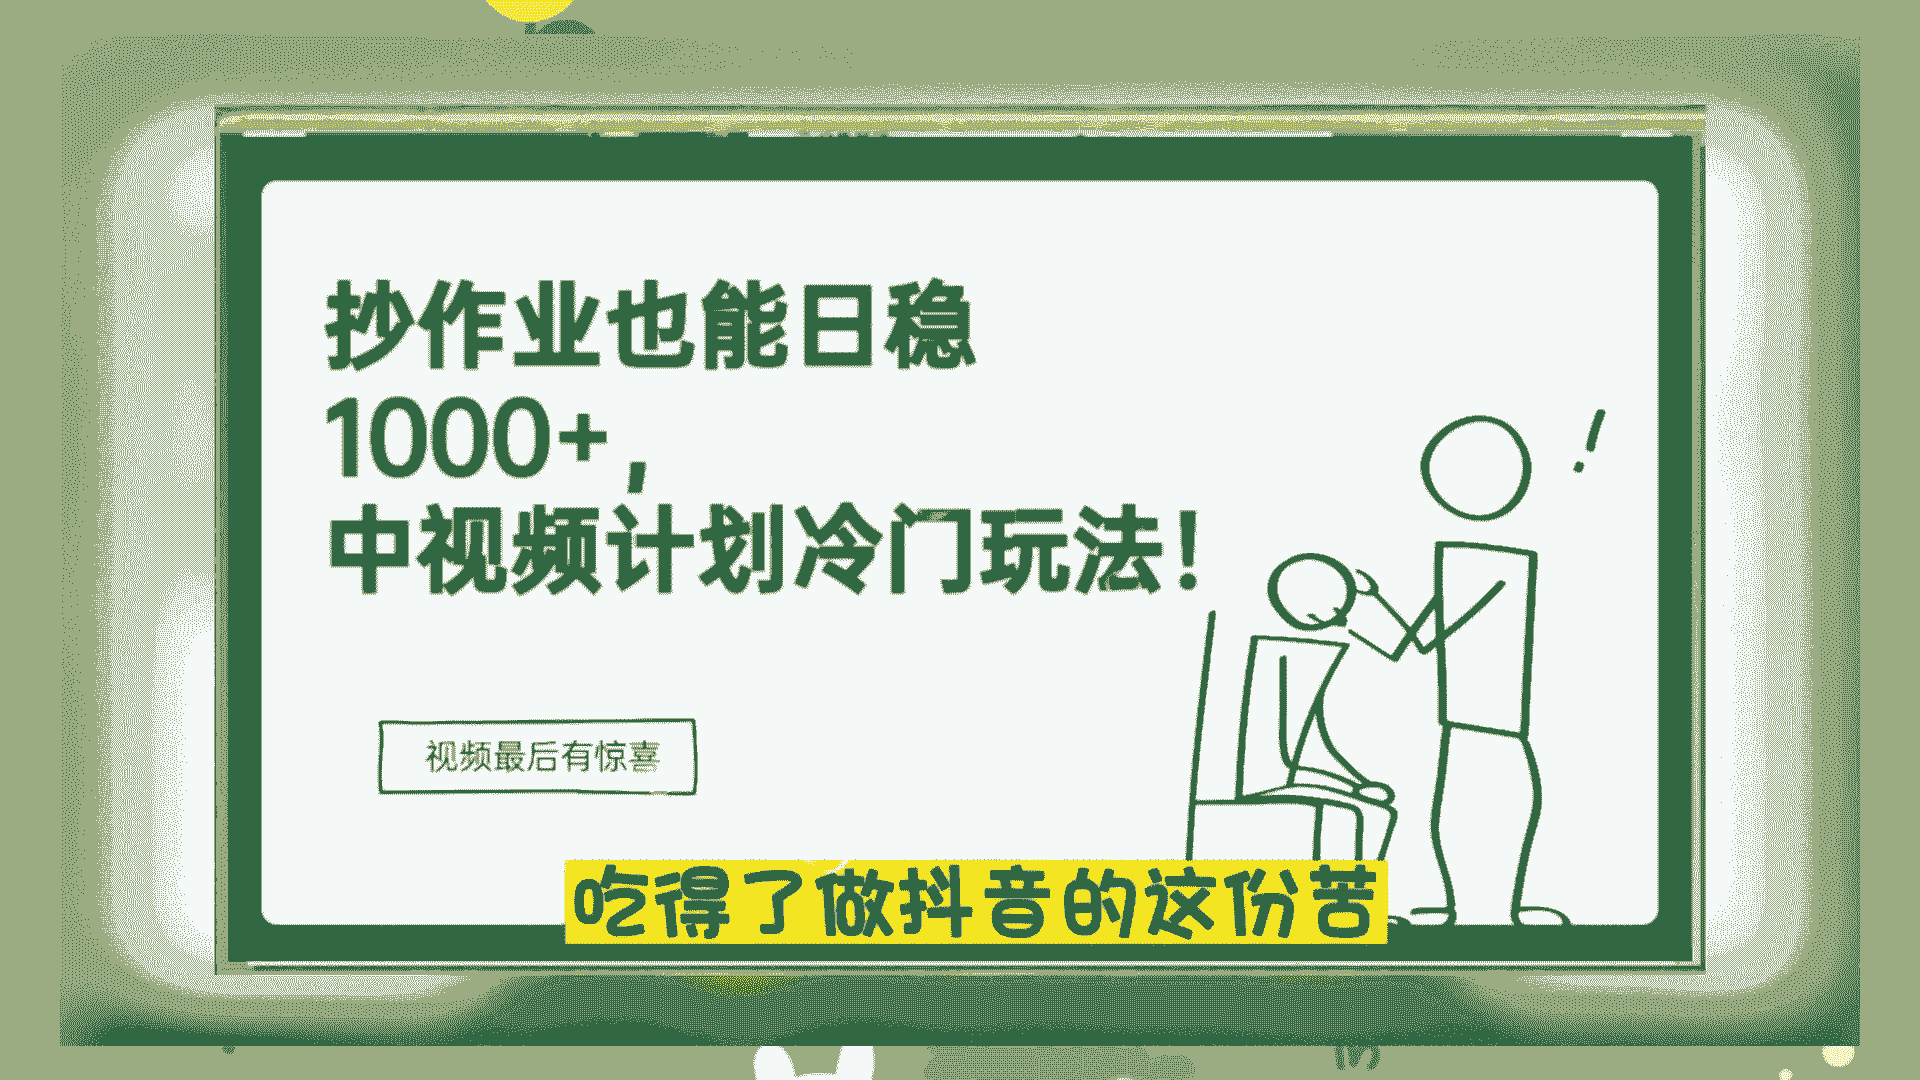 抄作业也能日稳
1000+，
中视频计划冷门玩法！
视频最后有惊喜
吃得了做抖音的这份苦